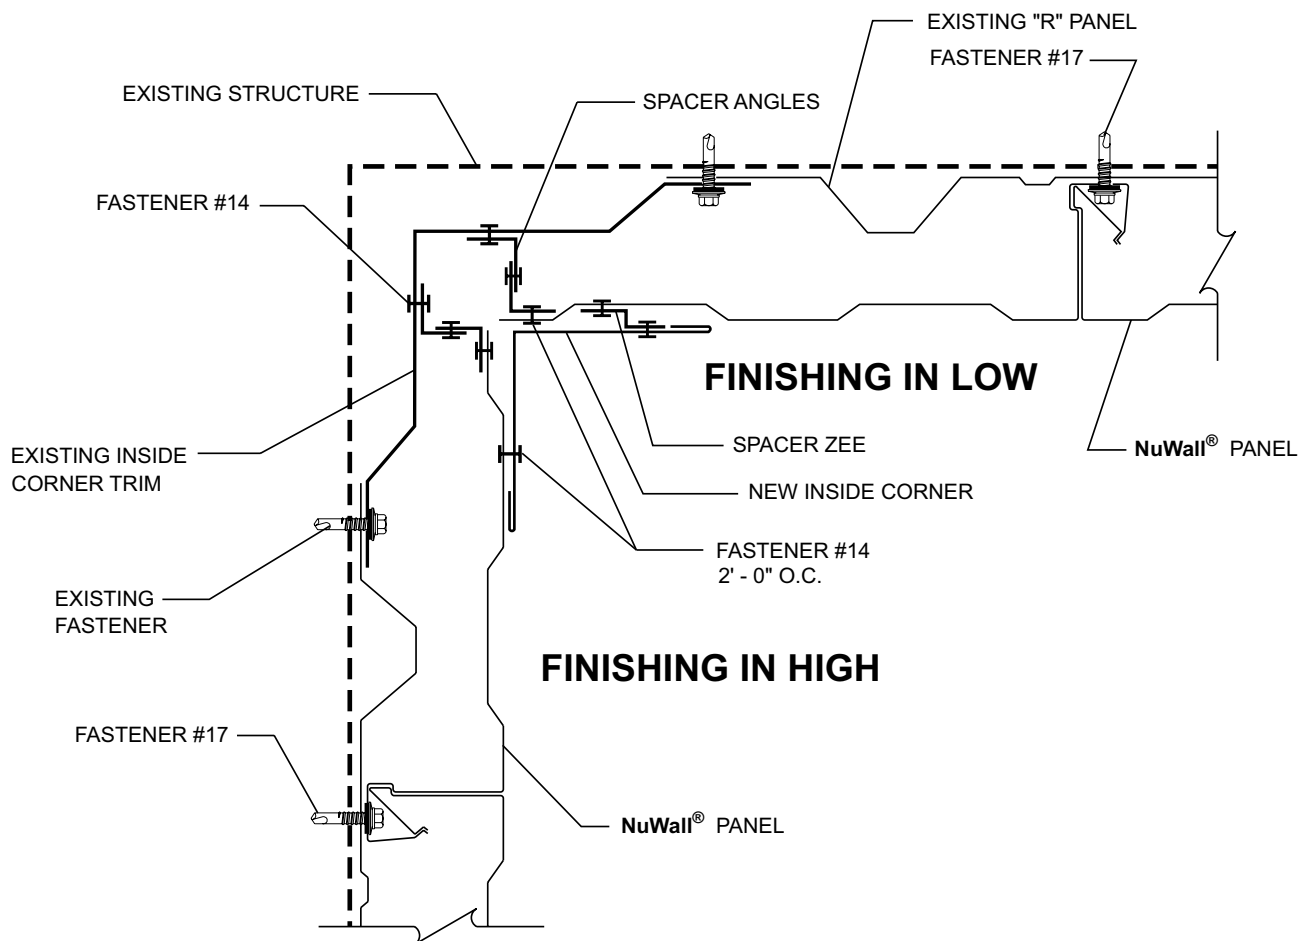 EXISTING "R" PANEL
FASTENER #17
EXISTING STRUCTURE
SPACER ANGLES
FASTENER #14
FINISHING IN LOW
EXISTING INSIDE
CORNER TRIM
SPACER ZEE
NuWall® PANEL
NEW INSIDE CORNER
FASTENER #14
2' - 0" O.C.
EXISTING
FASTENER
FINISHING IN HIGH
FASTENER #17
NuWall® PANEL